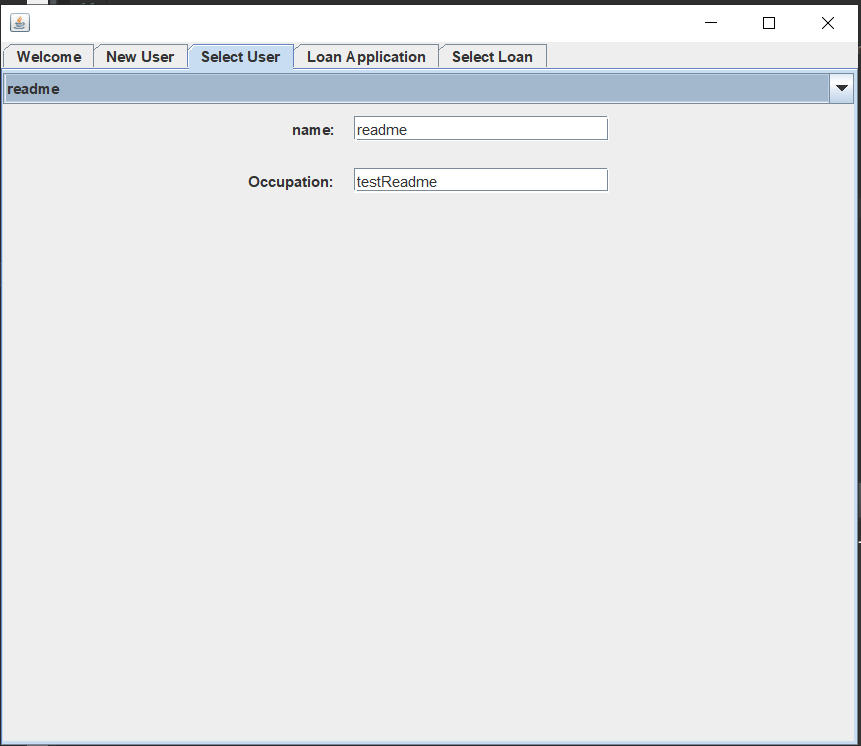 Welcome New User Select User Loan Application Select Loan
readme
name: readme
Occupation: testReadme